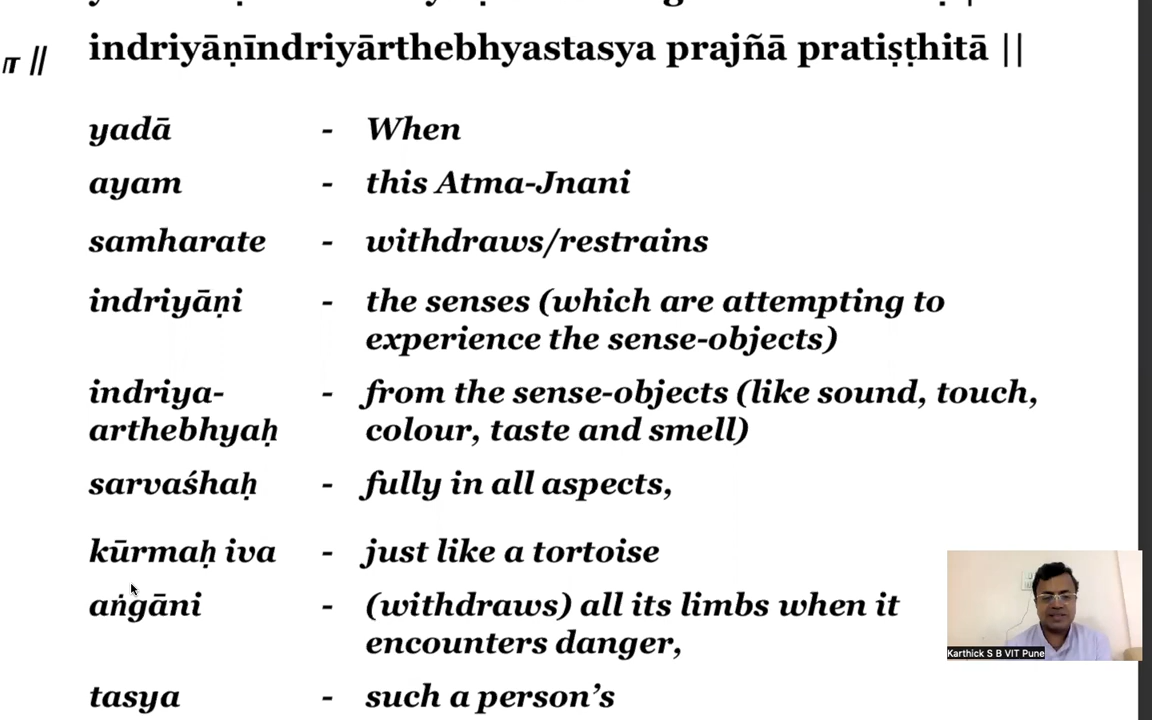 indriyāṇīndriyārthebhyastasya prajñā pratiṣṭhitā ||
yadā - When
ayam - this Atma-Jnani
samharate - withdraws/restrains
indriyāṇi - the senses (which are attempting to
experience the sense-objects)
indriya- - from the sense-objects (like sound, touch,
arthebhyaḥ colour, taste and smell)
sarvaśhaḥ - fully in all aspects,
kūrmaḥ iva - just like a tortoise
aṅgāni - (withdraws) all its limbs when it
encounters danger,
tasya - such a person's
Karthick S B VIT Pune